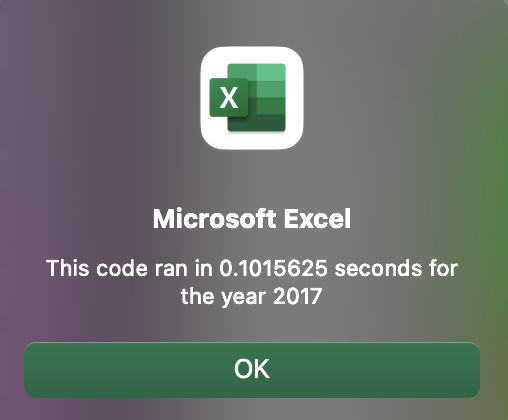 X
Microsoft Excel
This code ran in 0.1015625 seconds for
the year 2017
OK